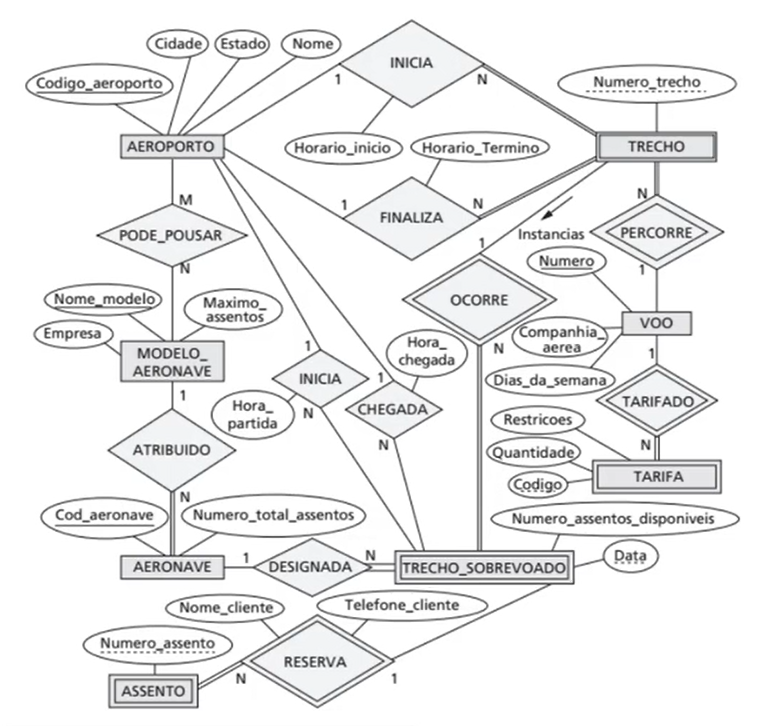 Cidade
Estado
Nome
Codigo_aeroporto
INICIA
1
N
Numero_trecho
AEROPORTO
Horario_inicio
Horario_Termino
TRECHO
M
1
FINALIZA
N
N
PODE_POUSAR
Instancias
PERCORRE
N
1
Numero
1
Nome_modelo
Maximo_
assentos
OCORRE
Empresa
Hora_
chegada
N
Companhia_
aerea
VOO
MODELO_
AERONAVE
1
INICIA
1
Dias_da_semana
1
1
Hora_
partida
N
CHEGADA
TARIFADO
Restricoes
ATRIBUIDO
N
Quantidade
N
N
Codigo
TARIFA
Cod_aeronave
Numero_total_assentos
Numero_assentos_disponiveis
AERONAVE
1
DESIGNADA
N
TRECHO_SOBREVOADO
Data
Nome_cliente
Telefone_cliente
Numero_assento
RESERVA
ASSENTO
N
1